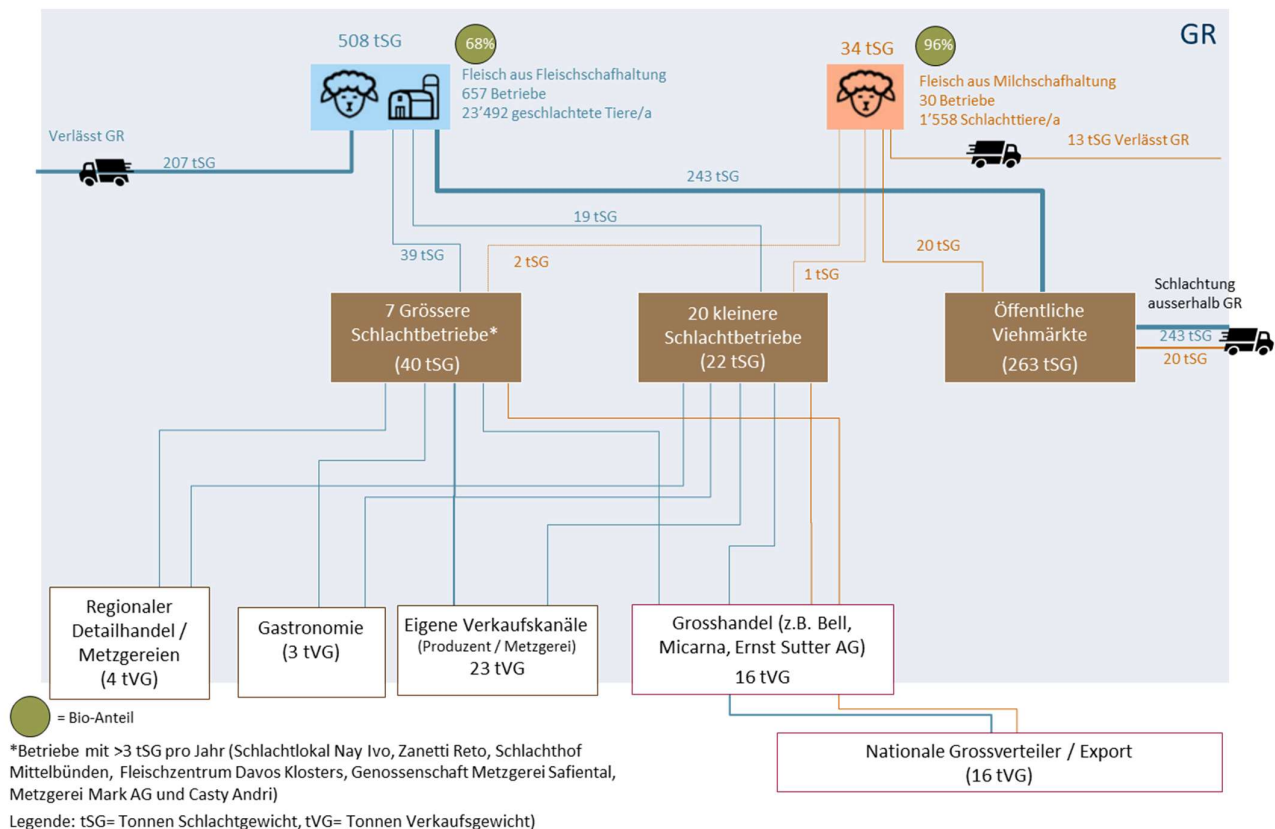 GR
508 tSG
68%
Fleisch aus Fleischschafhaltung
657 Betriebe
23’492 geschlachtete Tiere/a
34 tSG
96%
Fleisch aus Milchschafhaltung
30 Betriebe
1’558 Schlachttiere/a
Verlässt GR
207 tSG
13 tSG Verlässt GR
243 tSG
19 tSG
39 tSG
2 tSG
1 tSG
20 tSG
7 Grössere
Schlachtbetriebe*
(40 tSG)
20 kleinere
Schlachtbetriebe
(22 tSG)
Öffentliche
Viehmärkte
(263 tSG)
Schlachtung
ausserhalb GR
243 tSG
20 tSG
Regionaler
Detailhandel /
Metzgereien
(4 tVG)
Gastronomie
(3 tVG)
Eigene Verkaufskanäle
(Produzent / Metzgerei)
23 tVG
Grosshandel (z.B. Bell,
Micarna, Ernst Sutter AG)
16 tVG
Nationale Grossverteiler / Export
(16 tVG)
= Bio-Anteil
*Betriebe mit >3 tSG pro Jahr (Schlachtlokal Nay Ivo, Zanetti Reto, Schlachthof
Mittelbünden, Fleischzentrum Davos Klosters, Genossenschaft Metzgerei Safiental,
Metzgerei Mark AG und Casty Andri)
Legende: tSG= Tonnen Schlachtgewicht, tVG= Tonnen Verkaufsgewicht)